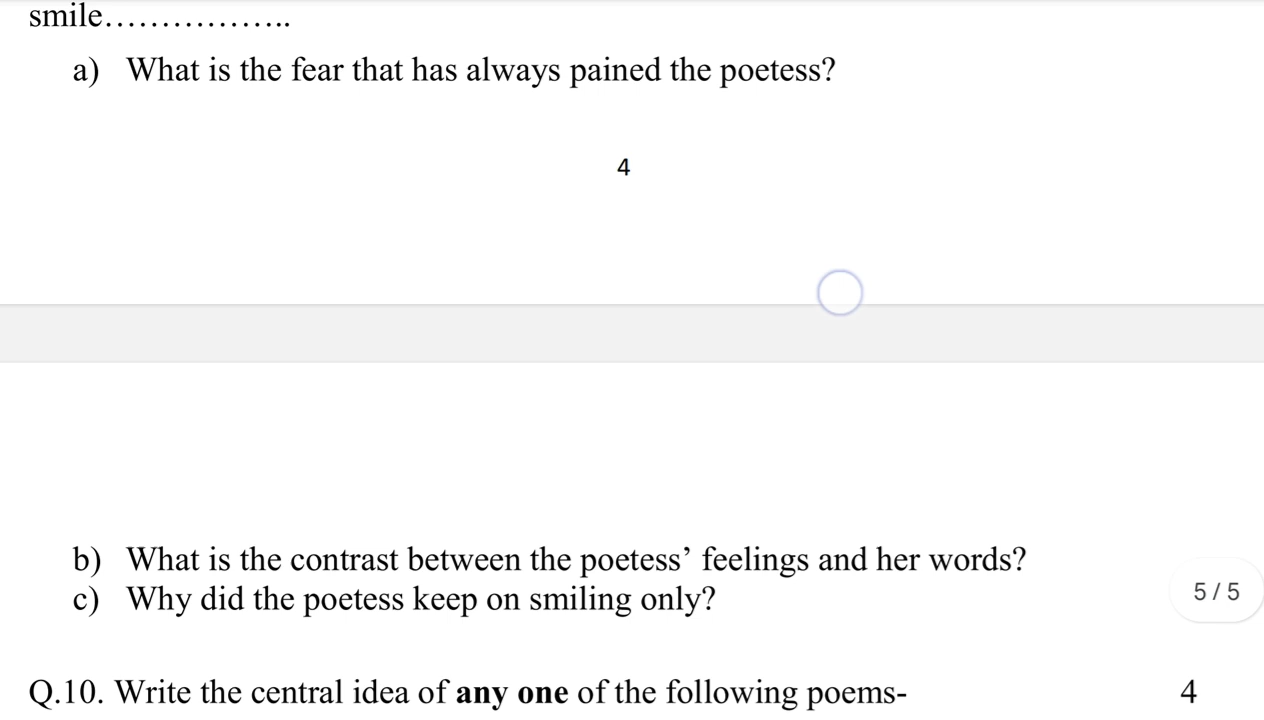 smile……………..
a) What is the fear that has always pained the poetess?
4
b) What is the contrast between the poetess’ feelings and her words?
c) Why did the poetess keep on smiling only?
5 / 5
Q.10. Write the central idea of any one of the following poems- 4